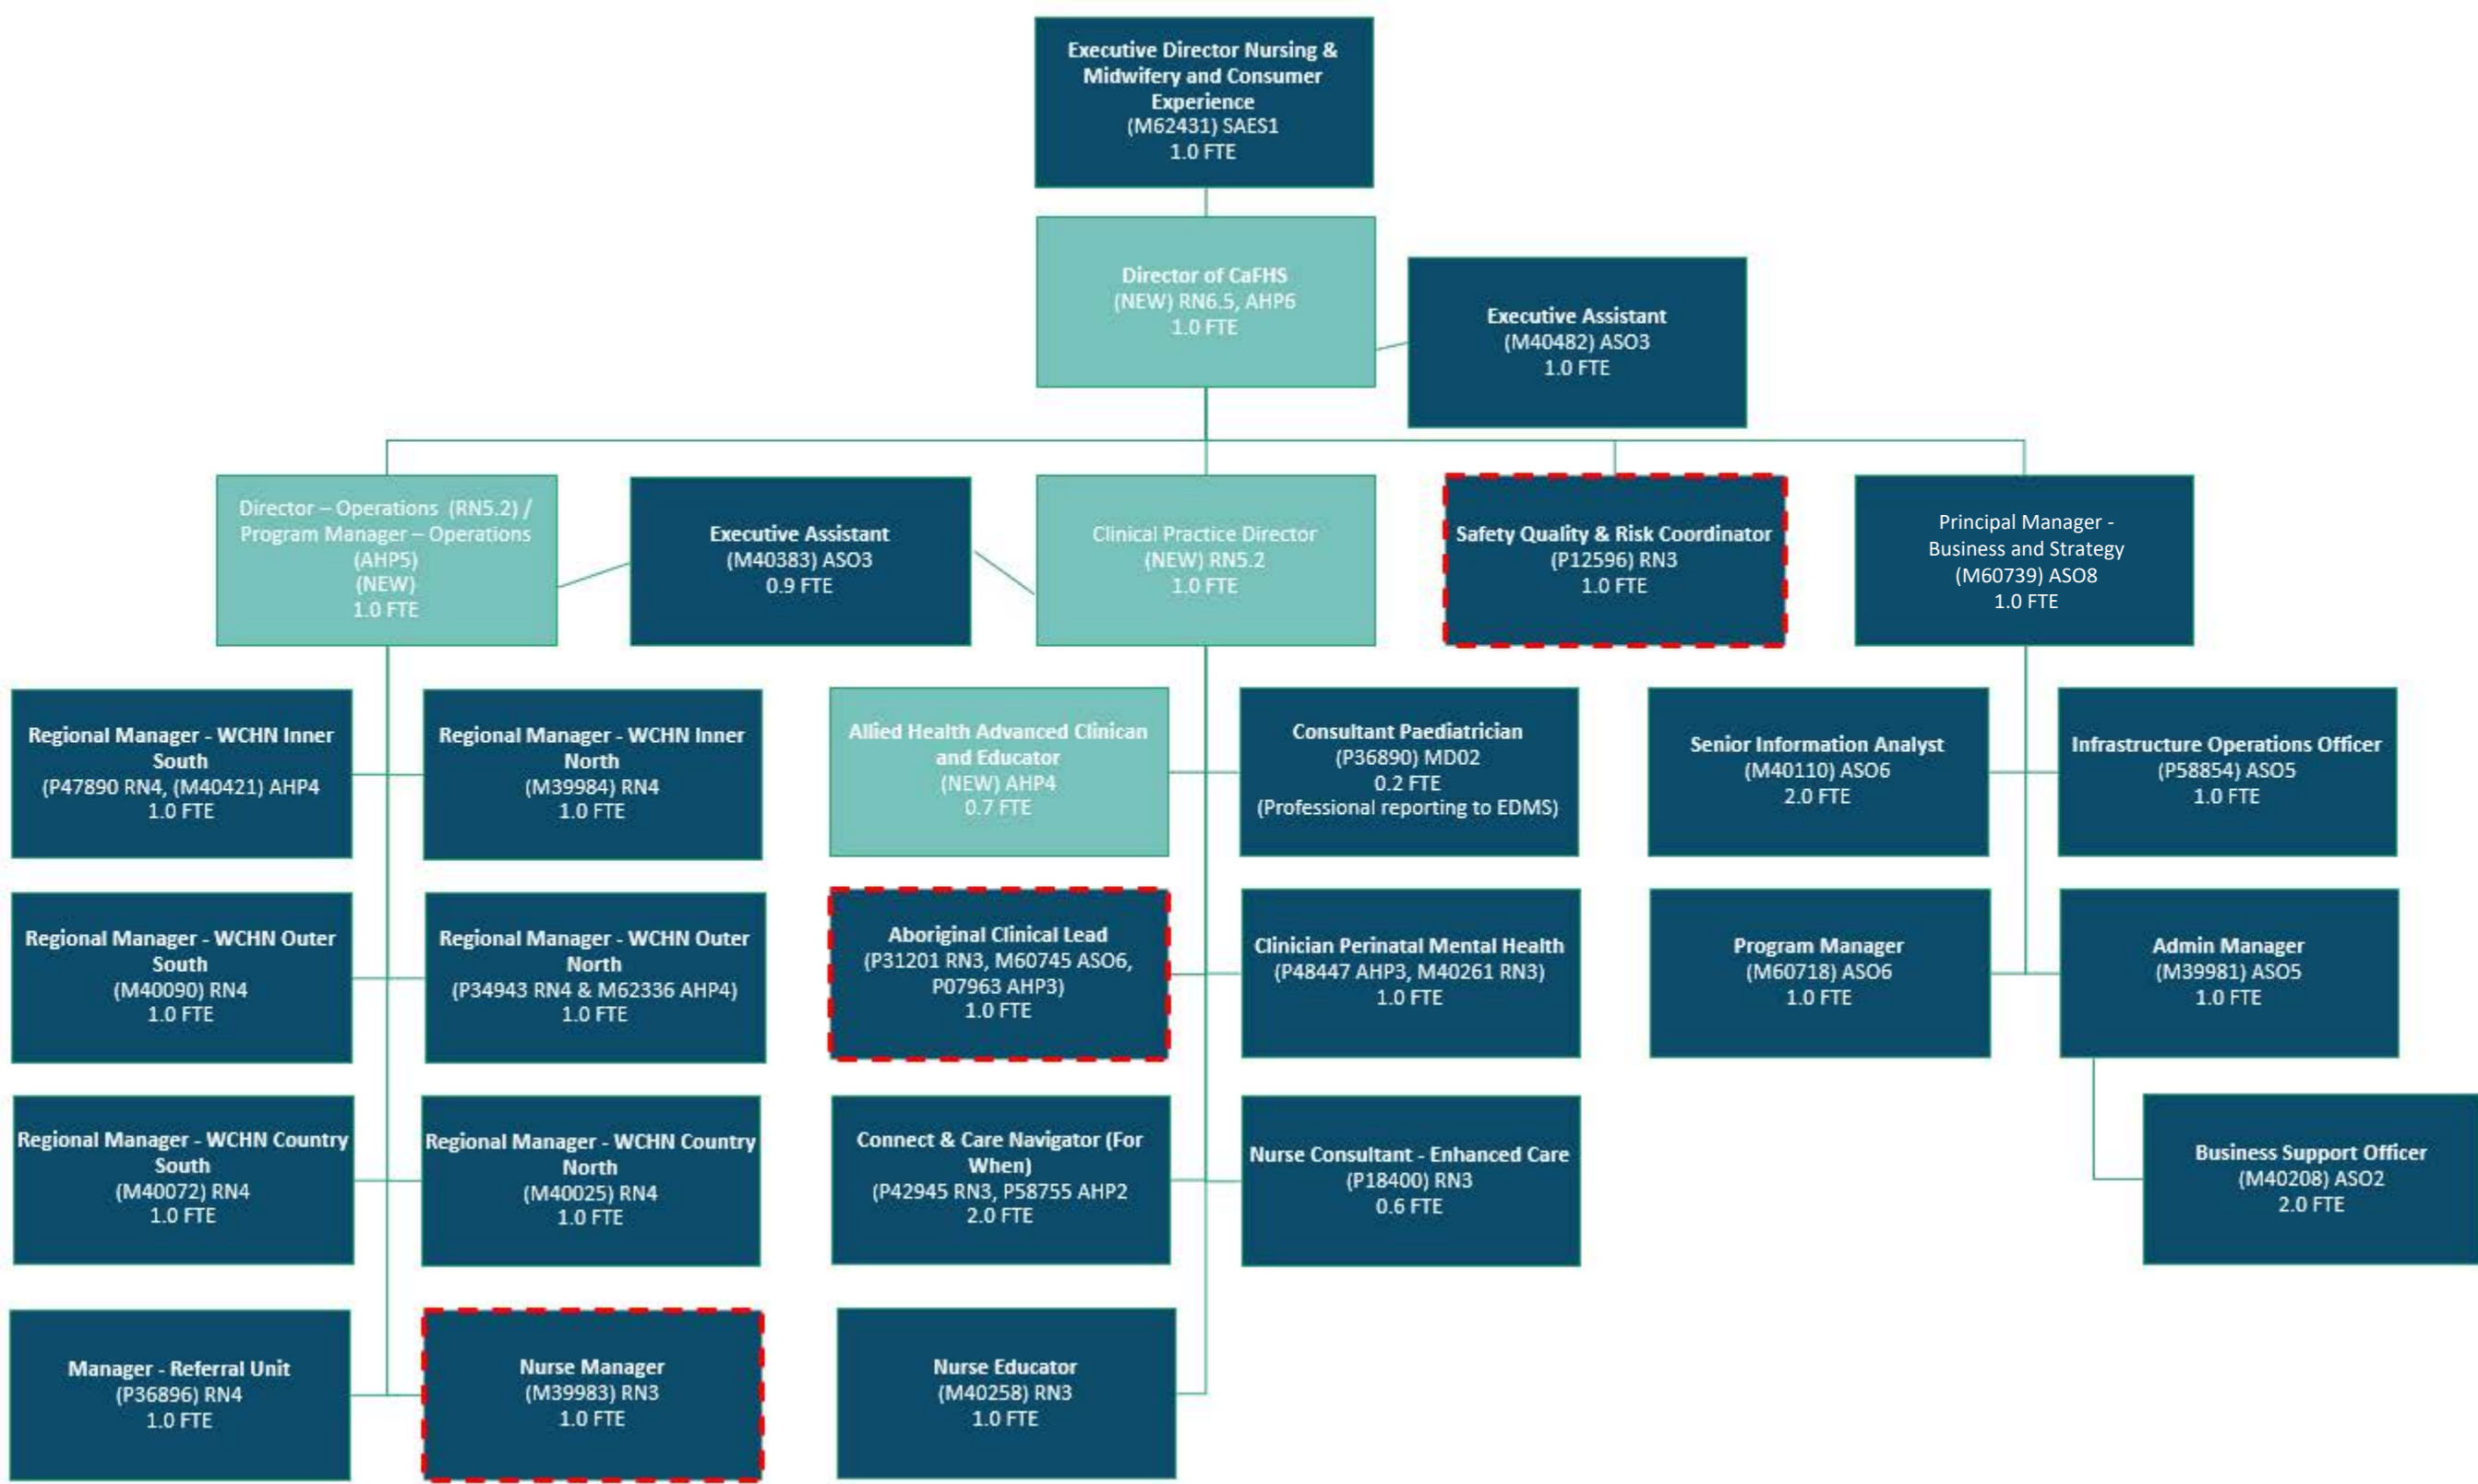 Executive Director Nursing &
Midwifery and Consumer
Experience
(M62431) SAES1
1.0 FTE
Director of CaFHS
(NEW) RN6.5, AHP6
1.0 FTE
Executive Assistant
(M40482) ASO3
1.0 FTE
Director – Operations (RN5.2) /
Program Manager – Operations
(AHP5)
(NEW)
1.0 FTE
Executive Assistant
(M40383) ASO3
0.9 FTE
Clinical Practice Director
(NEW) RN5.2
1.0 FTE
Safety Quality & Risk Coordinator
(P12596) RN3
1.0 FTE
Principal Manager -
Business and Strategy
(M60739) ASO8
1.0 FTE
Regional Manager - WCHN Inner
South
(P47890 RN4, (M40421) AHP4
1.0 FTE
Regional Manager - WCHN Inner
North
(M39984) RN4
1.0 FTE
Allied Health Advanced Clinican
and Educator
(NEW) AHP4
0.7 FTE
Consultant Paediatrician
(P36890) MD02
0.2 FTE
(Professional reporting to EDMS)
Senior Information Analyst
(M40110) ASO6
2.0 FTE
Infrastructure Operations Officer
(P58854) ASO5
1.0 FTE
Regional Manager - WCHN Outer
South
(M40090) RN4
1.0 FTE
Regional Manager - WCHN Outer
North
(P34943 RN4 & M62336 AHP4)
1.0 FTE
Aboriginal Clinical Lead
(P31201 RN3, M60745 ASO6,
P07963 AHP3)
1.0 FTE
Clinician Perinatal Mental Health
(P48447 AHP3, M40261 RN3)
1.0 FTE
Program Manager
(M60718) ASO6
1.0 FTE
Admin Manager
(M39981) ASO5
1.0 FTE
Regional Manager - WCHN Country
South
(M40072) RN4
1.0 FTE
Regional Manager - WCHN Country
North
(M40025) RN4
1.0 FTE
Connect & Care Navigator (For
When)
(P42945 RN3, P58755 AHP2
2.0 FTE
Nurse Consultant - Enhanced Care
(P18400) RN3
0.6 FTE
Business Support Officer
(M40208) ASO2
2.0 FTE
Manager - Referral Unit
(P36896) RN4
1.0 FTE
Nurse Manager
(M39983) RN3
1.0 FTE
Nurse Educator
(M40258) RN3
1.0 FTE